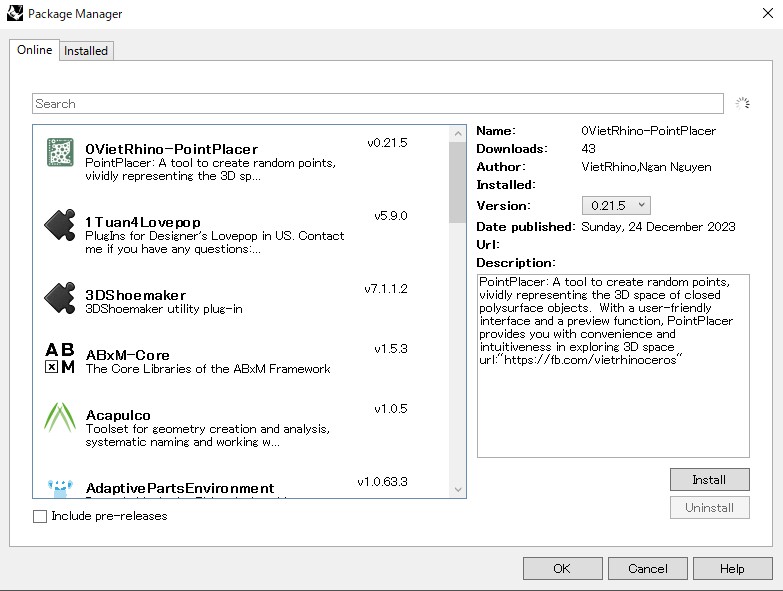 Package Manager
Online
Installed
Search
0VietRhino-PointPlacer
v0.21.5
PointPlacer: A tool to create random points,
vividly representing the 3D sp...
1Tuan4Lovepop
v5.9.0
PlugIns for Designer's Lovepop in US. Contact
me if you have any questions:...
3DShoemaker
v7.1.1.2
3DShoemaker utility plug-in
ABxM
ABxM-Core
v1.5.3
The Core Libraries of the ABxM Framework
Acapulco
v1.0.5
Toolset for geometry creation and analysis,
systematic naming and working w...
AdaptivePartsEnvironment
v1.0.63.3
Include pre-releases
Name: 0VietRhino-PointPlacer
Downloads: 43
Author: VietRhino,Ngan Nguyen
Installed:
Version: 0.21.5
Date published: Sunday, 24 December 2023
Url:
Description:
PointPlacer: A tool to create random points,
vividly representing the 3D space of closed
polysurface objects. With a user-friendly
interface and a preview function, PointPlacer
provides you with convenience and
intuitiveness in exploring 3D space
url:"https://fb.com/vietrhinoceros"
Install
Uninstall
OK
Cancel
Help